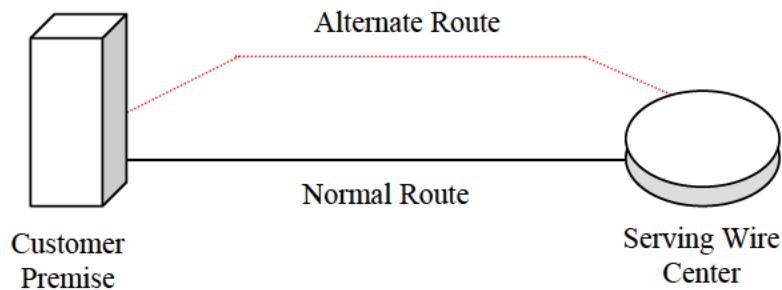 Alternate Route
Normal Route
Customer
Premise
Serving Wire
Center